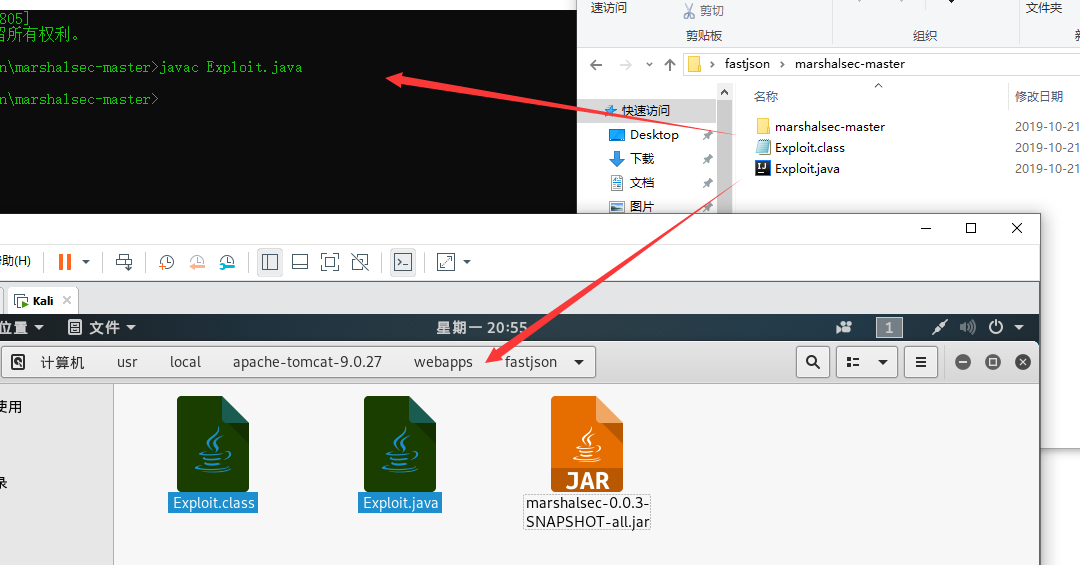 805]
留所有权利。
n\marshalsec-master>javac Exploit.java
n\marshalsec-master>
速访问
剪切
剪贴板
组织
文件夹
新
fastjson
marshalsec-master
名称
修改日期
快速访问
Desktop
下载
文档
图片
marshalsec-master
2019-10-21
Exploit.class
2019-10-21
IJ
Exploit.java
2019-10-21
帮助(H)
Kali
位置
文件
星期一 20:55
1
计算机
usr
local
apache-tomcat-9.0.27
webapps
fastjson
使用
录
Exploit.class
Exploit.java
JAR
marshalsec-0.0.3-
SNAPSHOT-all.jar